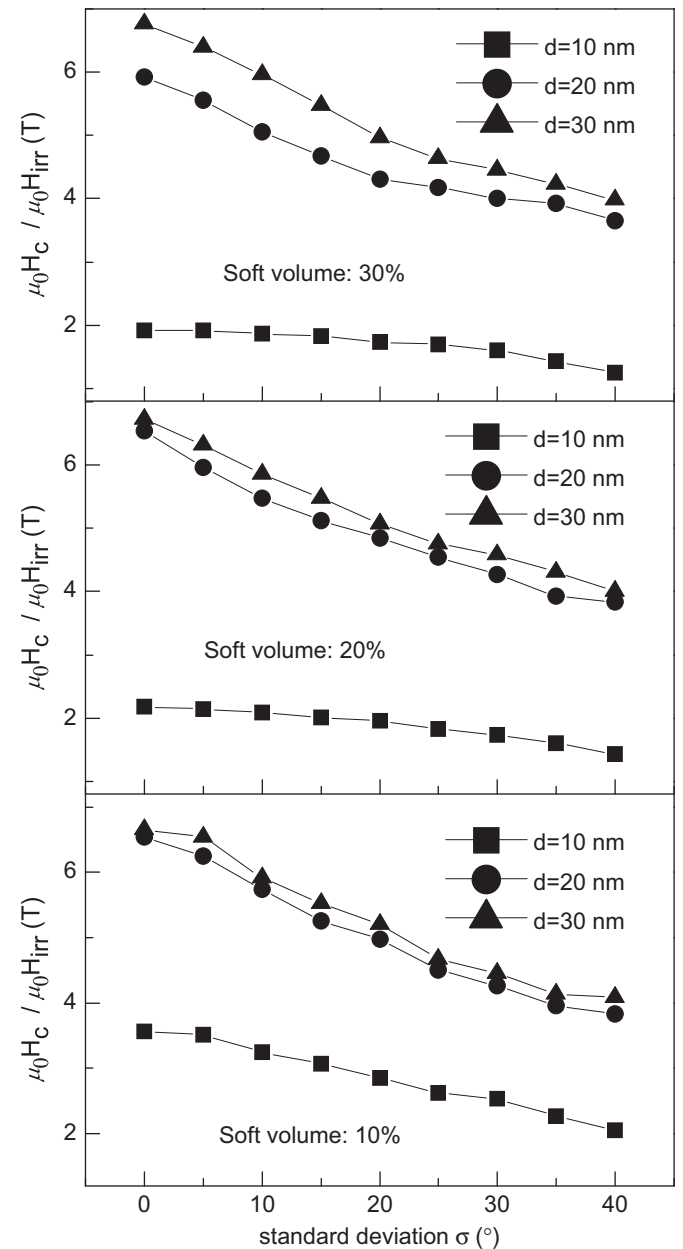 d=10 nm
d=20 nm
d=30 nm
6
4
2
μ0HC / μ0Hirr (T)
Soft volume: 30%
d=10 nm
d=20 nm
d=30 nm
6
4
2
μ0HC / μ0Hirr (T)
Soft volume: 20%
d=10 nm
d=20 nm
d=30 nm
6
4
2
μ0HC / μ0Hirr (T)
Soft volume: 10%
0 10 20 30 40
standard deviation σ (°)